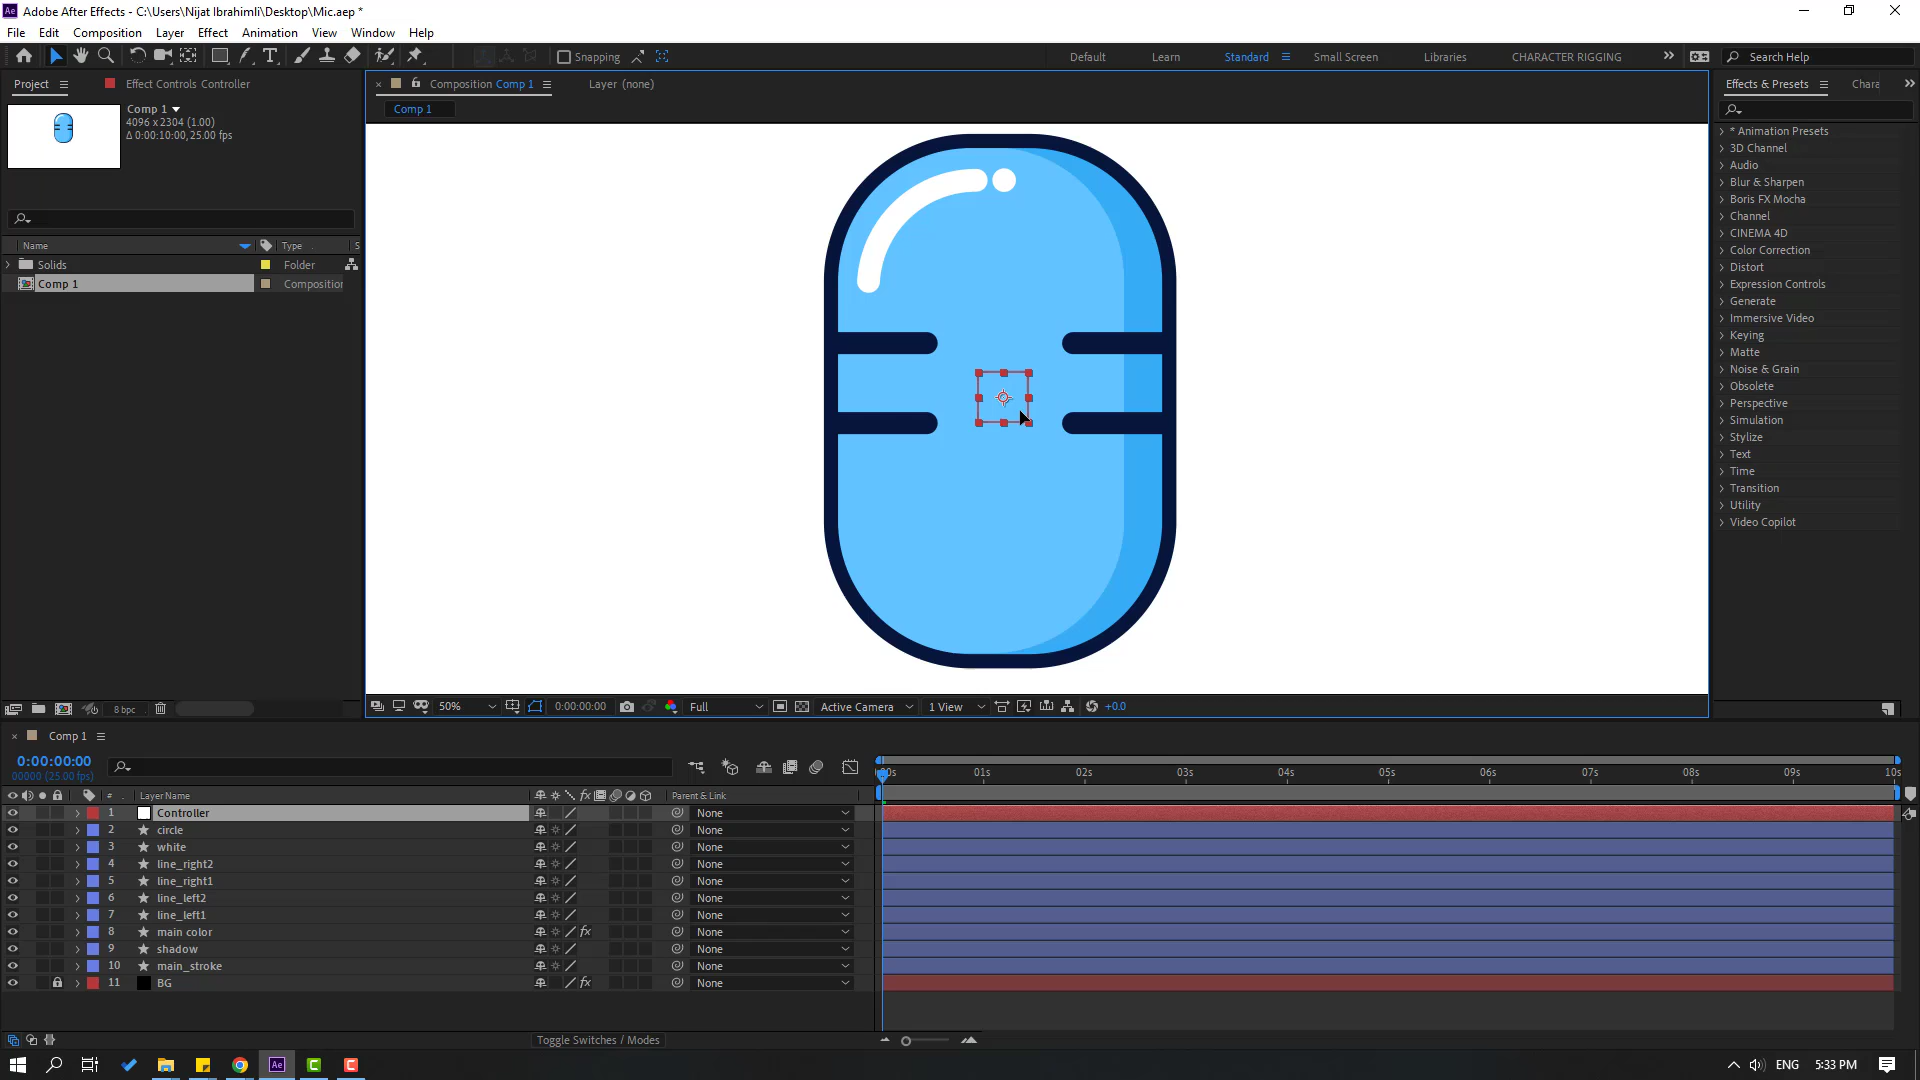 Ae Adobe After Effects - C:\Users\Nijat Ibrahimli\Desktop\Mic.aep *
File Edit Composition Layer Effect Animation View Window Help
Snapping
Default Learn Standard Small Screen Libraries CHARACTER RIGGING Search Help
Project Effect Controls Controller
Composition Comp 1 Layer (none)
Effects & Presets Chara
Comp 1
4096 x 2304 (1.00)
Δ 0:00:10:00, 25.00 fps
Comp 1
Name Type S
Solids Folder
Comp 1 Composition
* Animation Presets
3D Channel
Audio
Blur & Sharpen
Boris FX Mocha
Channel
CINEMA 4D
Color Correction
Distort
Expression Controls
Generate
Immersive Video
Keying
Matte
Noise & Grain
Obsolete
Perspective
Simulation
Stylize
Text
Time
Transition
Utility
Video Copilot
8 bpc
50% 0:00:00:00 Full Active Camera 1 View +0.0
Comp 1
0:00:00:00
00000 (25.00 fps)
00s 01s 02s 03s 04s 05s 06s 07s 08s 09s 10s
# Layer Name fx Parent & Link
1 Controller None
2 circle None
3 white None
4 line_right2 None
5 line_right1 None
6 line_left2 None
7 line_left1 None
8 main color fx None
9 shadow None
10 main_stroke None
11 BG fx None
Toggle Switches / Modes
Ae C C ENG 5:33 PM